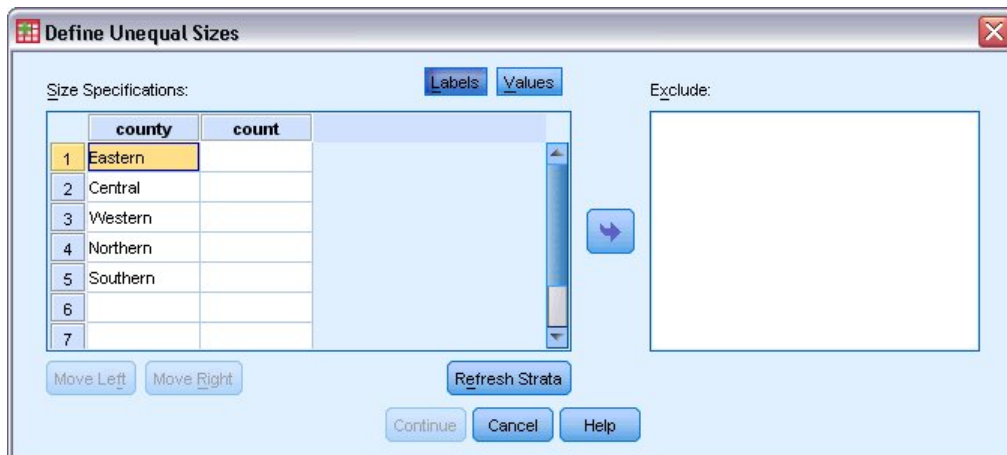 Define Unequal Sizes
Size Specifications:
Labels
Values
Exclude:
county count
1 Eastern
2 Central
3 Western
4 Northern
5 Southern
6
7
Move Left
Move Right
Refresh Strata
Continue
Cancel
Help